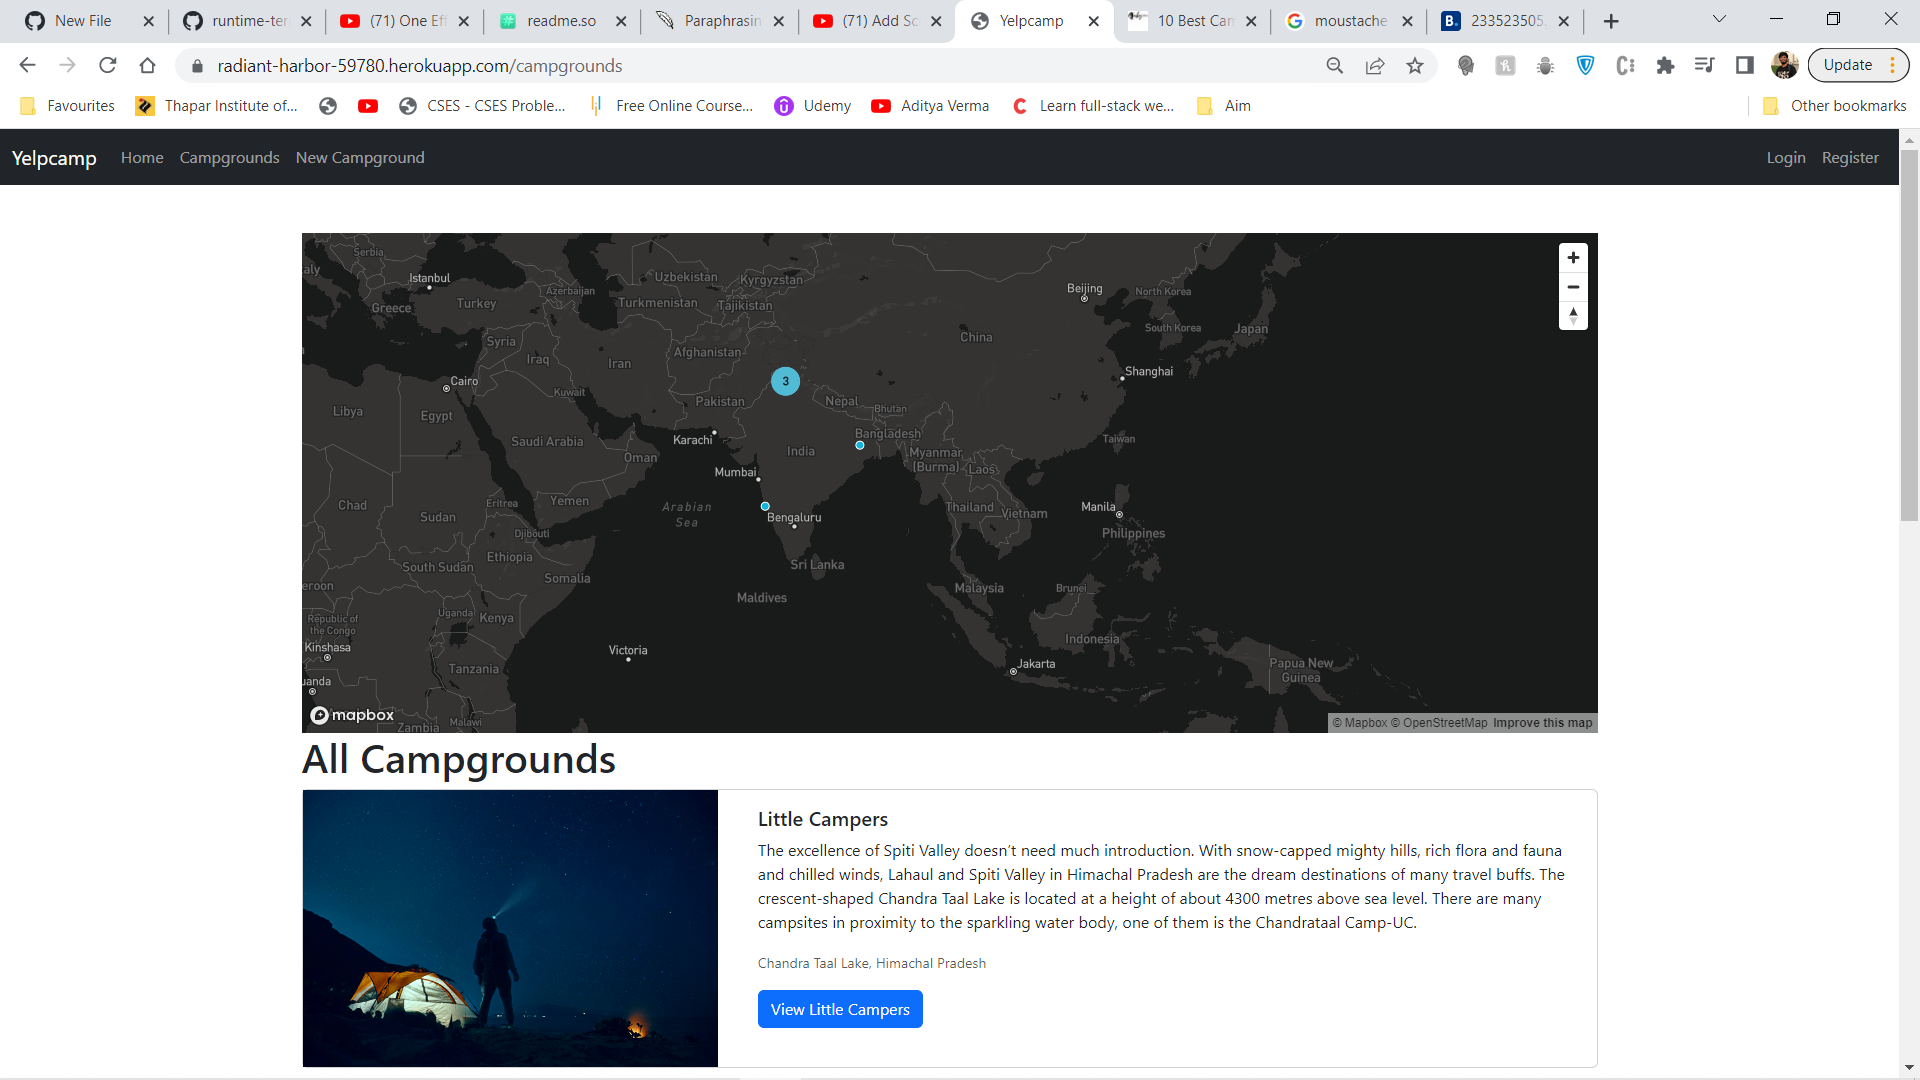 New File
runtime-ter
(71) One Eff
readme.so
Paraphrasin
(71) Add Sc
Yelpcamp
10 Best Cam
moustache
233523505.
radiant-harbor-59780.herokuapp.com/campgrounds
Update
Favourites
Thapar Institute of...
CSES - CSES Proble...
Free Online Course...
Udemy
Aditya Verma
Learn full-stack we...
Aim
Other bookmarks
Yelpcamp
Home
Campgrounds
New Campground
Login
Register
Serbia
aly
Istanbul
Greece
Turkey
Azerbaijan
Uzbekistan
Kyrgyzstan
Turkmenistan
Tajikistan
Beijing
North Korea
South Korea
Japan
China
Syria
Iraq
Iran
Afghanistan
3
Shanghai
Cairo
Kuwait
Pakistan
Nepal
Bhutan
Libya
Egypt
Saudi Arabia
Karachi
Bangladesh
Taiwan
Oman
India
Myanmar
(Burma)
Laos
Mumbai
Chad
Sudan
Eritrea
Yemen
Arabian
Sea
Bengaluru
Thailand
Vietnam
Manila
Philippines
Djibouti
Ethiopia
South Sudan
Somalia
Sri Lanka
Malaysia
Brunei
eroon
Maldives
Uganda
Kenya
Republic of
the Congo
Indonesia
Kinshasa
Victoria
Tanzania
Jakarta
Papua New
Guinea
uanda
mapbox
Zambia
Malawi
© Mapbox © OpenStreetMap Improve this map
All Campgrounds
Little Campers
The excellence of Spiti Valley doesn't need much introduction. With snow-capped mighty hills, rich flora and fauna
and chilled winds, Lahaul and Spiti Valley in Himachal Pradesh are the dream destinations of many travel buffs. The
crescent-shaped Chandra Taal Lake is located at a height of about 4300 metres above sea level. There are many
campsites in proximity to the sparkling water body, one of them is the Chandrataal Camp-UC.
Chandra Taal Lake, Himachal Pradesh
View Little Campers